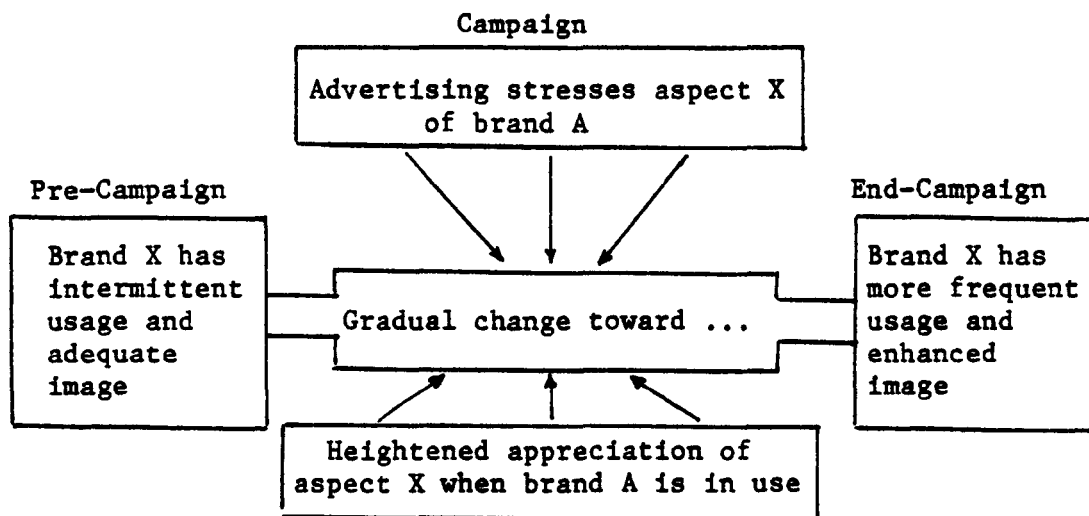 Campaign
Advertising stresses aspect X
of brand A
Pre-Campaign
Brand X has
intermittent
usage and
adequate
image
Gradual change toward ...
End-Campaign
Brand X has
more frequent
usage and
enhanced
image
Heightened appreciation of
aspect X when brand A is in use